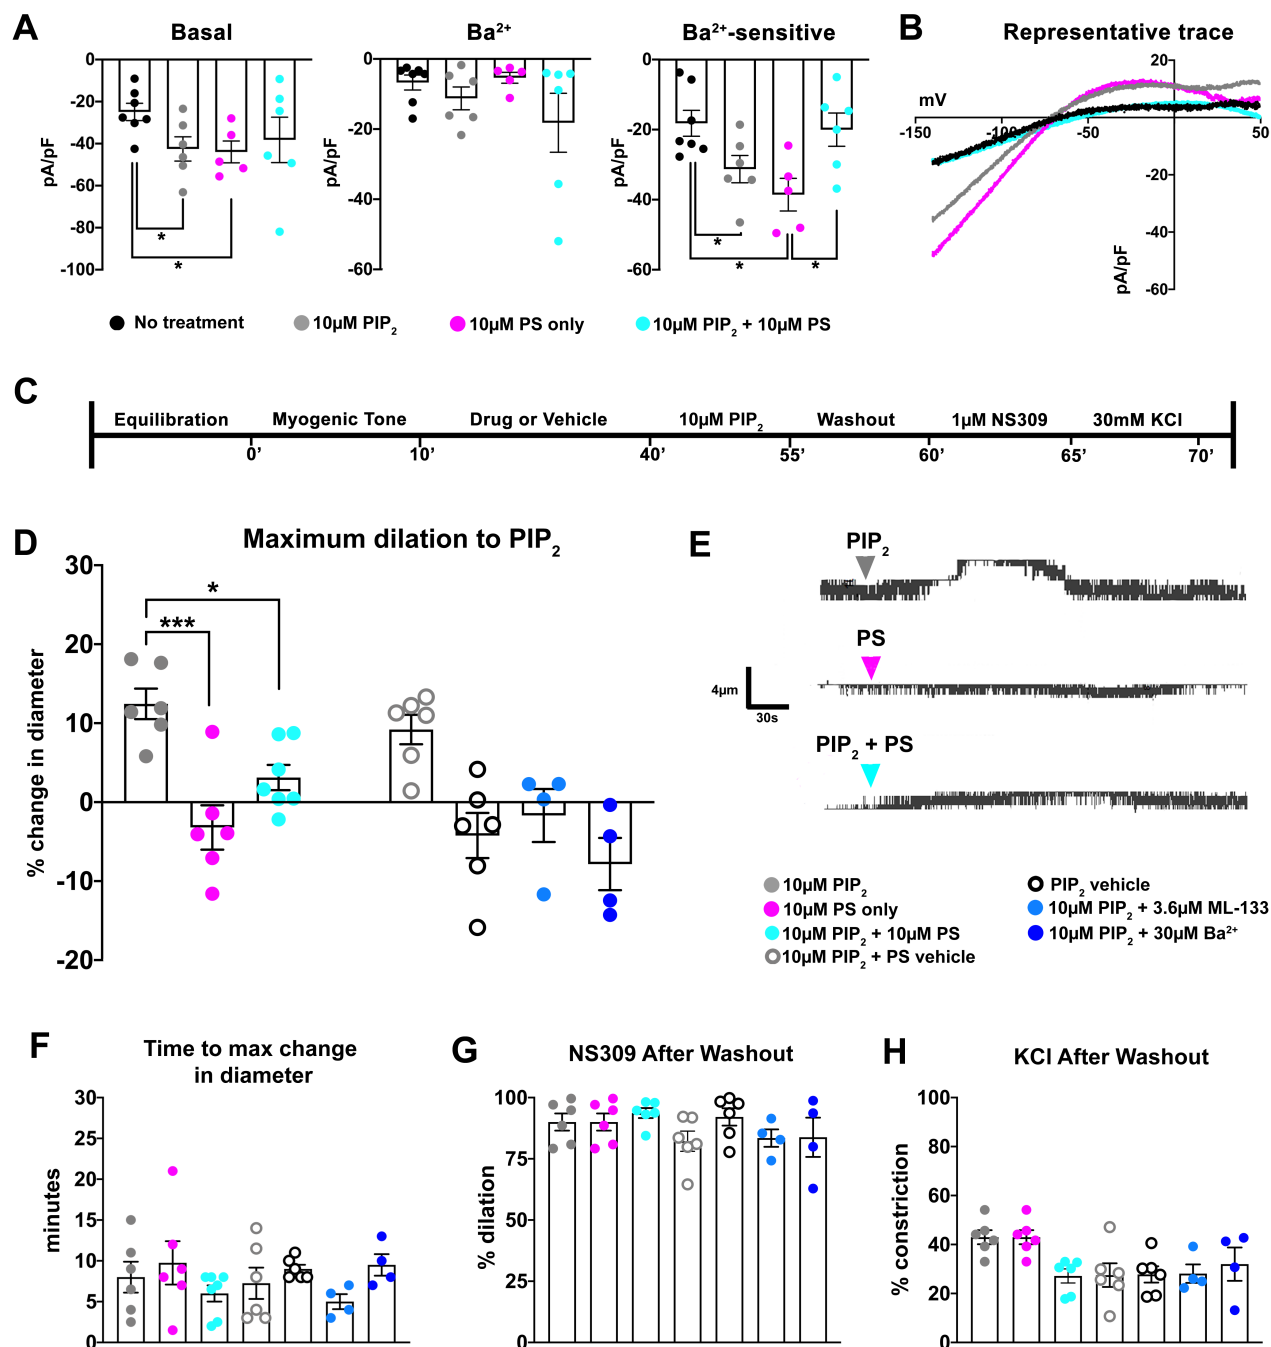 A
Basal
Ba²⁺
Ba²⁺-sensitive
B
Representative trace
0
-20
-40
-60
-80
-100
pA/pF
*
*
0
-20
-40
-60
pA/pF
0
-20
-40
-60
pA/pF
*
*
*
20
mV
-150
-100
-50
50
-20
-40
-60
pA/pF
No treatment
10µM PIP₂
10µM PS only
10µM PIP₂ + 10µM PS
C
Equilibration
Myogenic Tone
Drug or Vehicle
10µM PIP₂
Washout
1µM NS309
30mM KCl
0’
10’
40’
55’
60’
65’
70’
D
Maximum dilation to PIP₂
30
20
10
0
-10
-20
% change in diameter
*
***
E
PIP₂
PS
4µm
30s
PIP₂ + PS
10µM PIP₂
10µM PS only
10µM PIP₂ + 10µM PS
10µM PIP₂ + PS vehicle
PIP₂ vehicle
10µM PIP₂ + 3.6µM ML-133
10µM PIP₂ + 30µM Ba²⁺
F
Time to max change
in diameter
30
25
20
15
10
5
0
minutes
G
NS309 After Washout
100
75
50
25
0
% dilation
H
KCl After Washout
100
80
60
40
20
0
% constriction